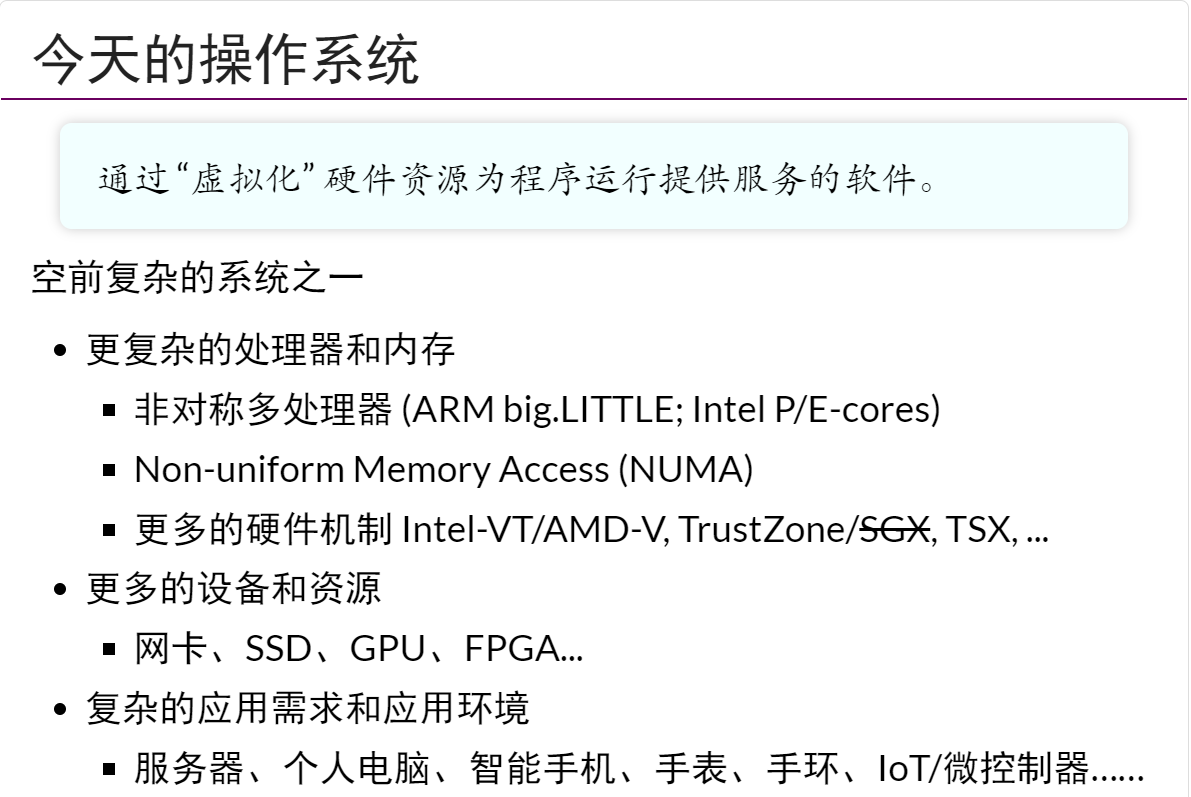 今天的操作系统
通过“虚拟化”硬件资源为程序运行提供服务的软件。
空前复杂的系统之一
• 更复杂的处理器和内存
▪ 非对称多处理器 (ARM big.LITTLE; Intel P/E-cores)
▪ Non-uniform Memory Access (NUMA)
▪ 更多的硬件机制 Intel-VT/AMD-V, TrustZone/SGX, TSX, ...
• 更多的设备和资源
▪ 网卡、SSD、GPU、FPGA...
• 复杂的应用需求和应用环境
▪ 服务器、个人电脑、智能手机、手表、手环、IoT/微控制器......